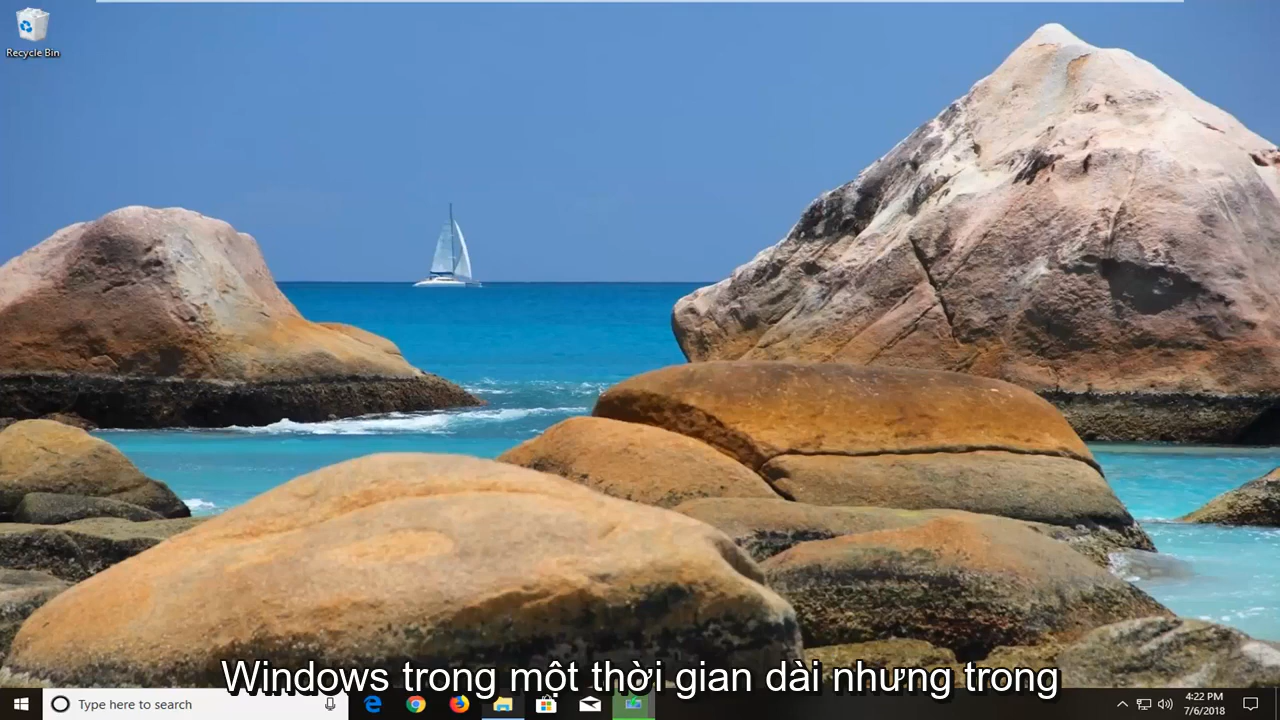 Recycle Bin
Windows trong một thời gian dài nhưng trong
Type here to search
4:22 PM
7/6/2018